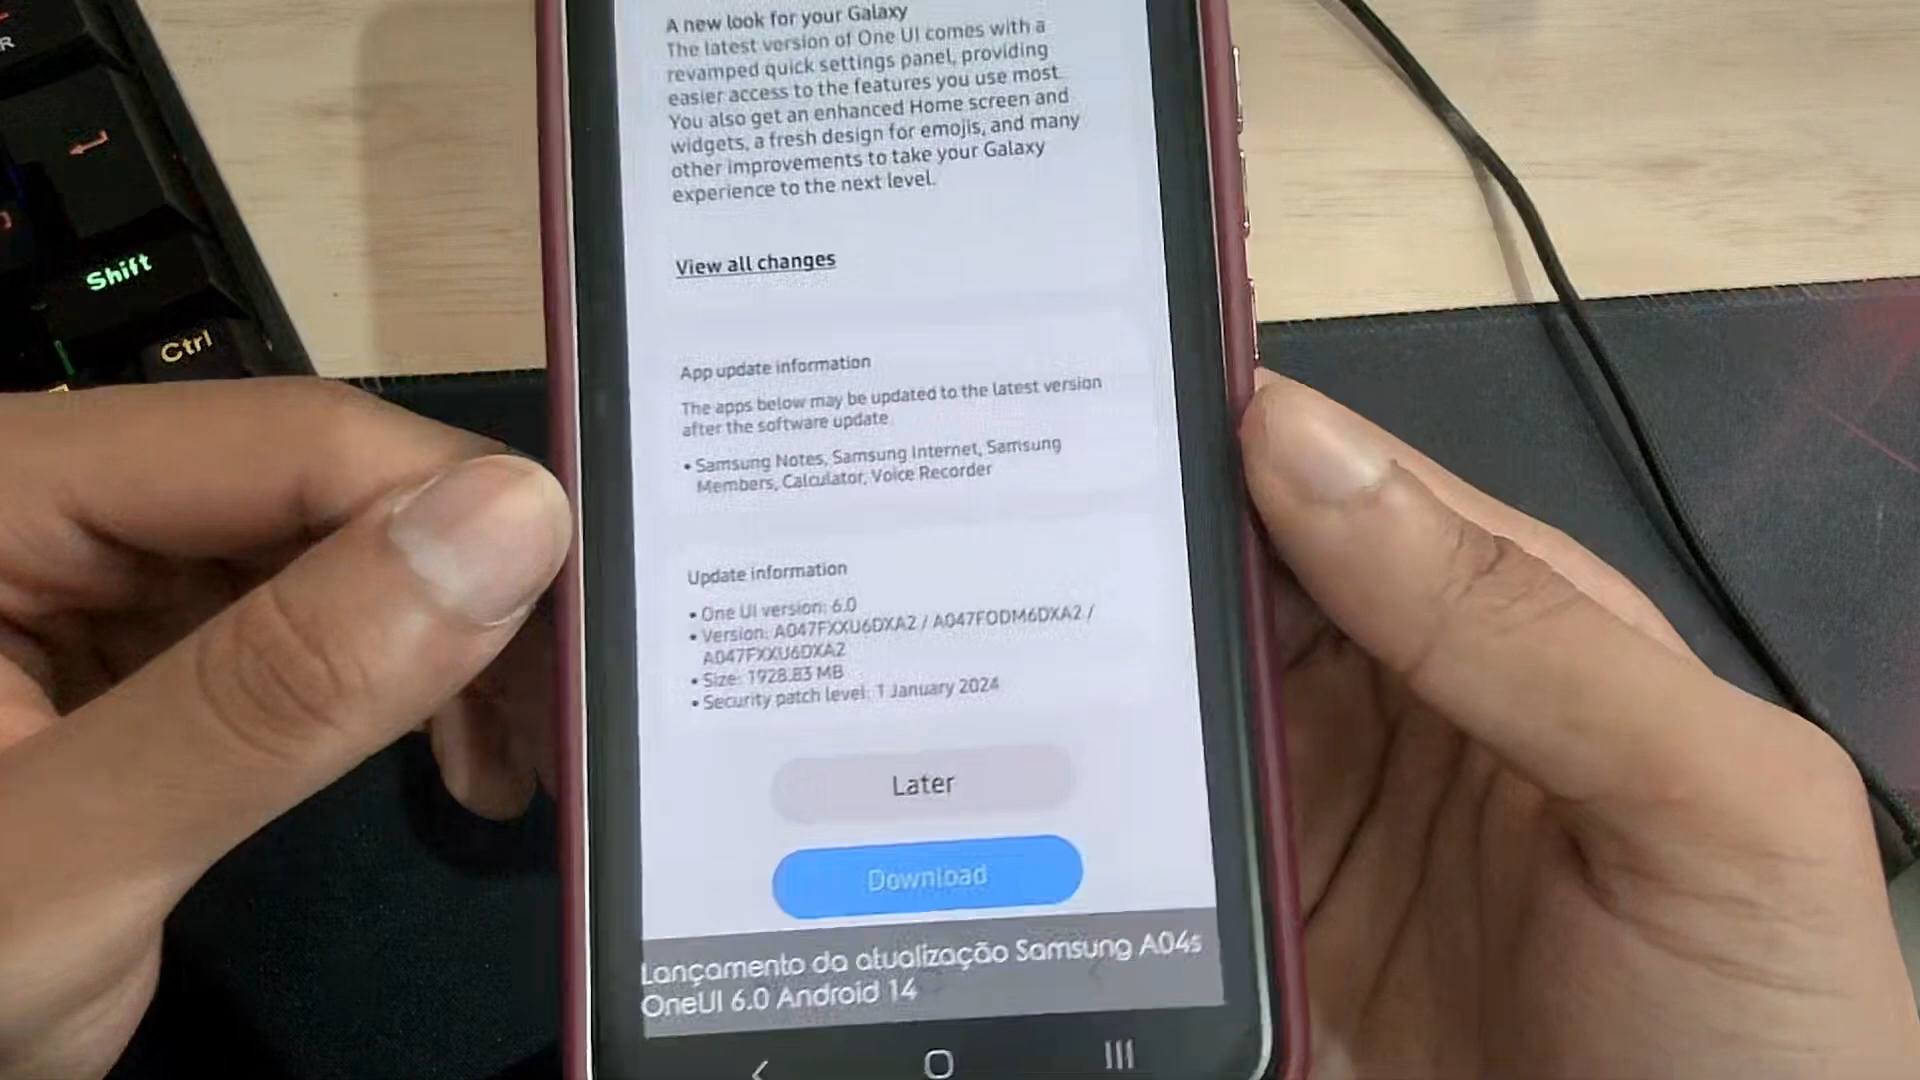 A new look for your Galaxy
The latest version of One UI comes with a
revamped quick settings panel, providing
easier access to the features you use most
You also get an enhanced Home screen and
widgets, a fresh design for emojis, and many
other improvements to take your Galaxy
experience to the next level.
View all changes
App update information
The apps below may be updated to the latest version
after the software update
• Samsung Notes, Samsung Internet, Samsung
Members, Calculator, Voice Recorder
Update information
• One UI version: 6.0
• Version: A047FXXU6DXA2 / A047FODM6DXA2 /
A047FXXU6DXA2
• Size: 1928.83 MB
• Security patch level: 1 January 2024
Later
Download
Lançamento da atualização Samsung A04s
OneUI 6.0 Android 14
Shift
Ctrl